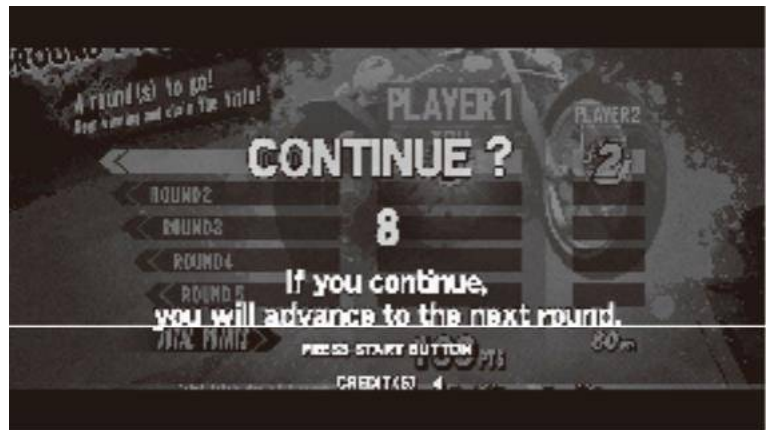 A round(s) to go!
PLAYER1
PLAYER2
CONTINUE ?
2
ROUND2
8
ROUND3
ROUND4
If you continue,
ROUND5
you will advance to the next round.
TOTAL POINTS
PRESS START BUTTON
PTS
CREDIT(S) 4